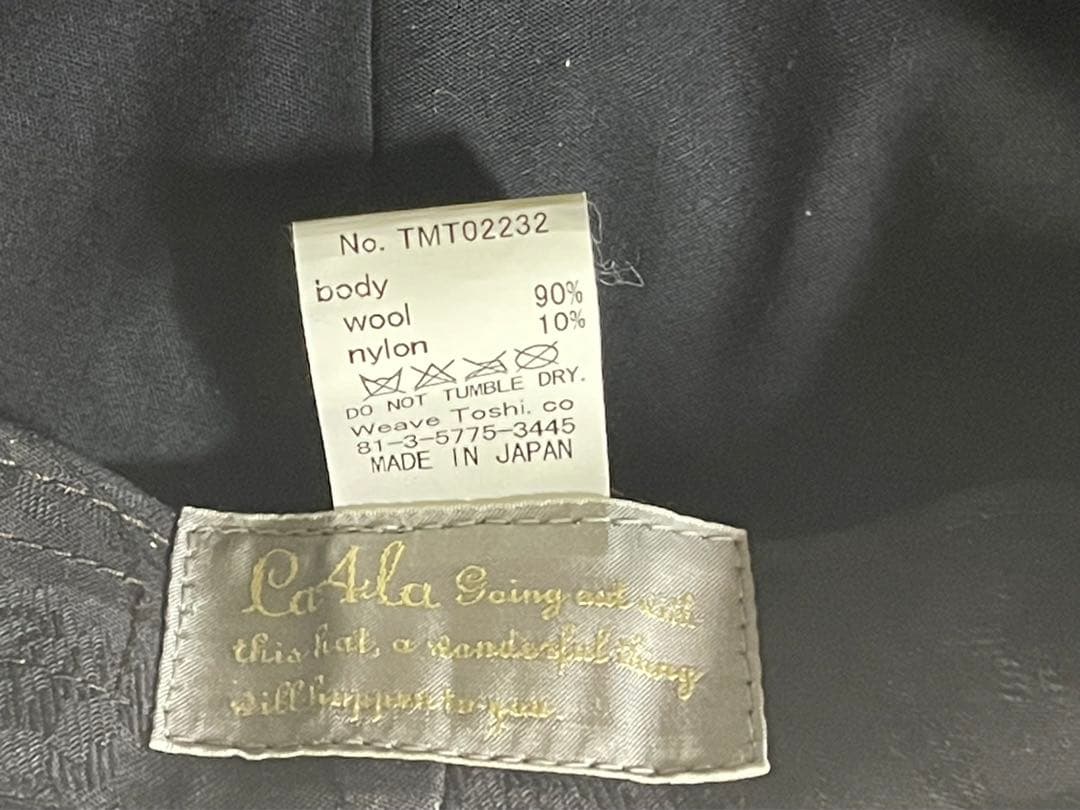 No. TMT02232
body
wool 90%
nylon 10%
DO NOT TUMBLE DRY.
Weave Toshi. co
81-3-5775-3445
MADE IN JAPAN
CA4LA Going out and
this hat, a wonderful thing
will happen to you